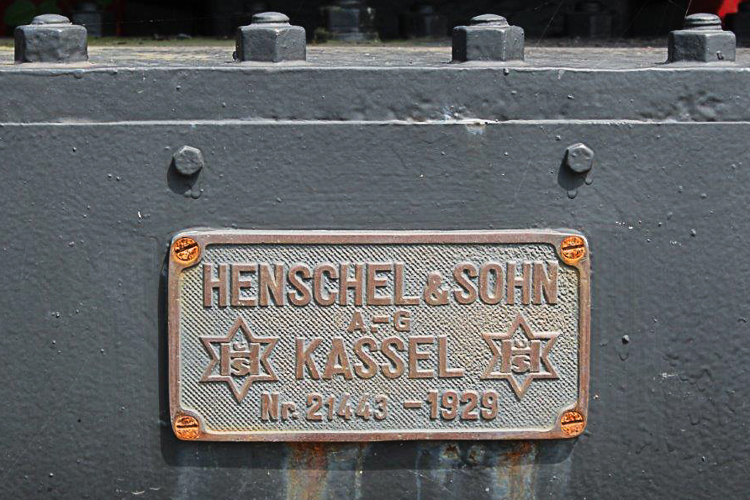 HENSCHEL & SOHN
A-G
KASSEL
Nr. 21443 - 1929